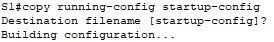 S1#copy running-config startup-config
Destination filename [startup-config]?
Building configuration...